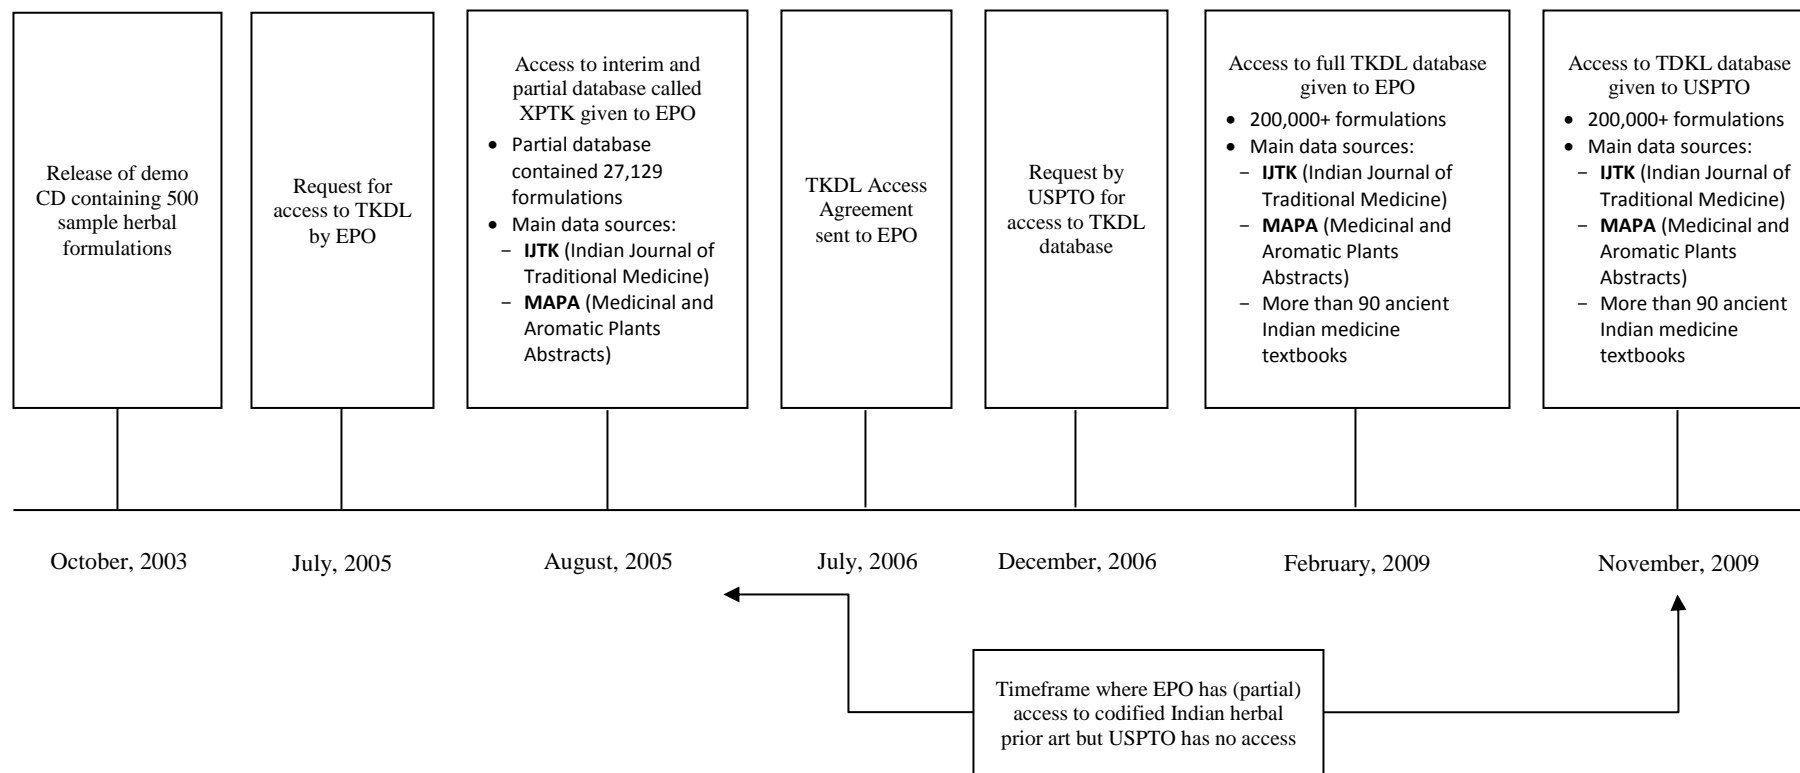 Release of demo
CD containing 500
sample herbal
formulations
Request for
access to TKDL
by EPO
Access to interim and
partial database called
XPTK given to EPO
• Partial database
contained 27,129
formulations
• Main data sources:
– IJTK (Indian Journal of
Traditional Medicine)
– MAPA (Medicinal and
Aromatic Plants
Abstracts)
TKDL Access
Agreement
sent to EPO
Request by
USPTO for
access to TKDL
database
Access to full TKDL database
given to EPO
• 200,000+ formulations
• Main data sources:
– IJTK (Indian Journal of
Traditional Medicine)
– MAPA (Medicinal and
Aromatic Plants
Abstracts)
– More than 90 ancient
Indian medicine
textbooks
Access to TDKL database
given to USPTO
• 200,000+ formulations
• Main data sources:
– IJTK (Indian Journal of
Traditional Medicine)
– MAPA (Medicinal and
Aromatic Plants
Abstracts)
– More than 90 ancient
Indian medicine
textbooks
October, 2003
July, 2005
August, 2005
July, 2006
December, 2006
February, 2009
November, 2009
Timeframe where EPO has (partial)
access to codified Indian herbal
prior art but USPTO has no access